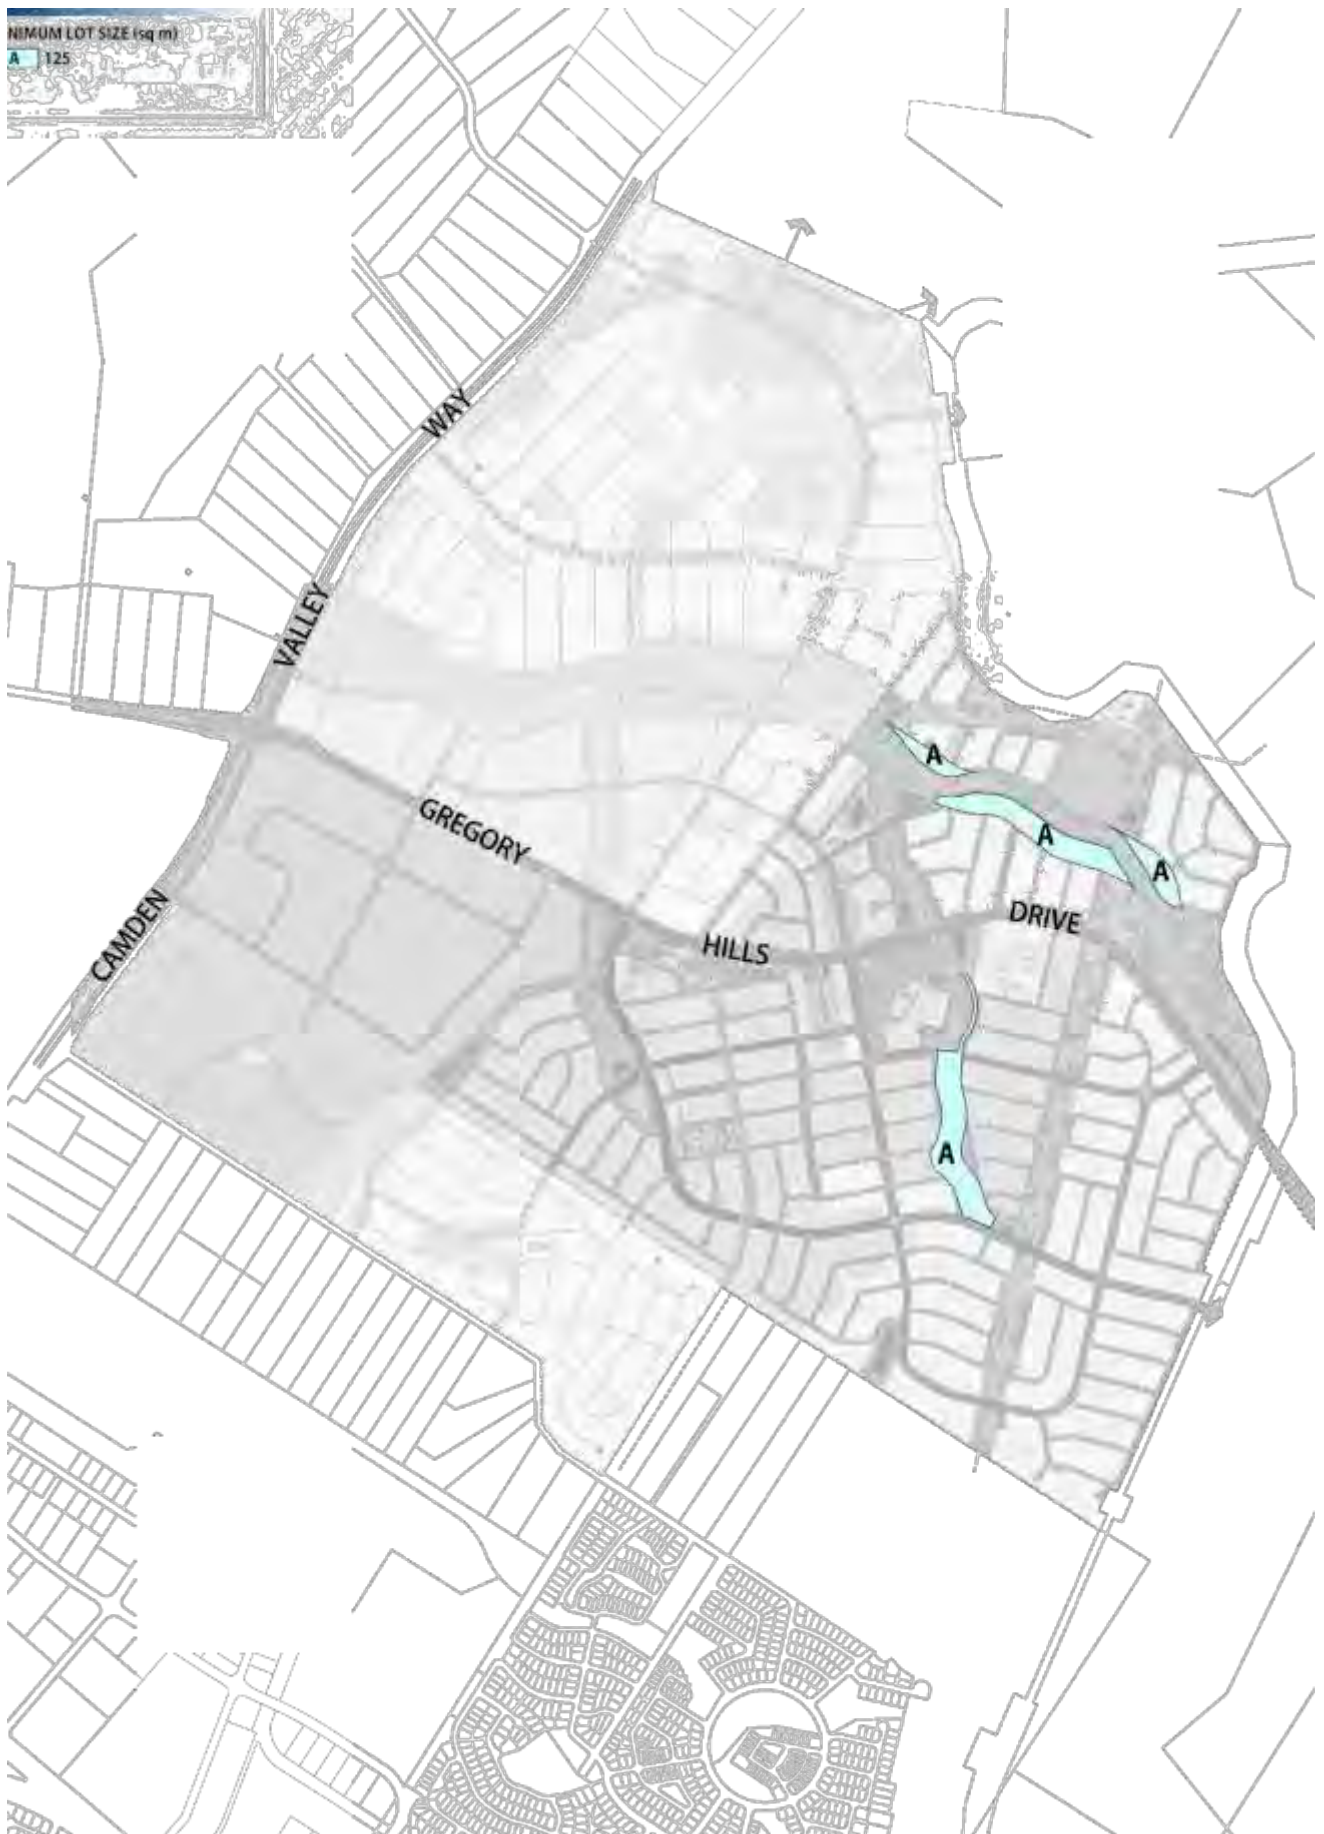 NIMUM LOT SIZE (sq m)
A 125
WAY
VALLEY
A
GREGORY
A
A
CAMDEN
DRIVE
HILLS
A